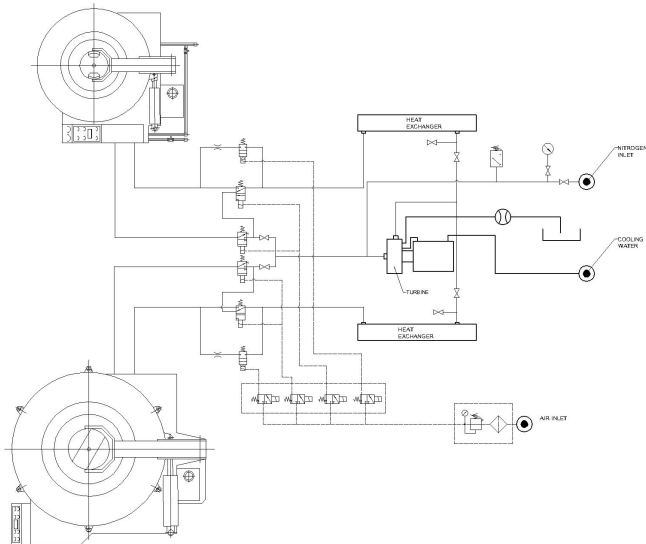 HEAT
EXCHANGER
NITROGEN
INLET
COOLING
WATER
TURBINE
HEAT
EXCHANGER
AIR INLET